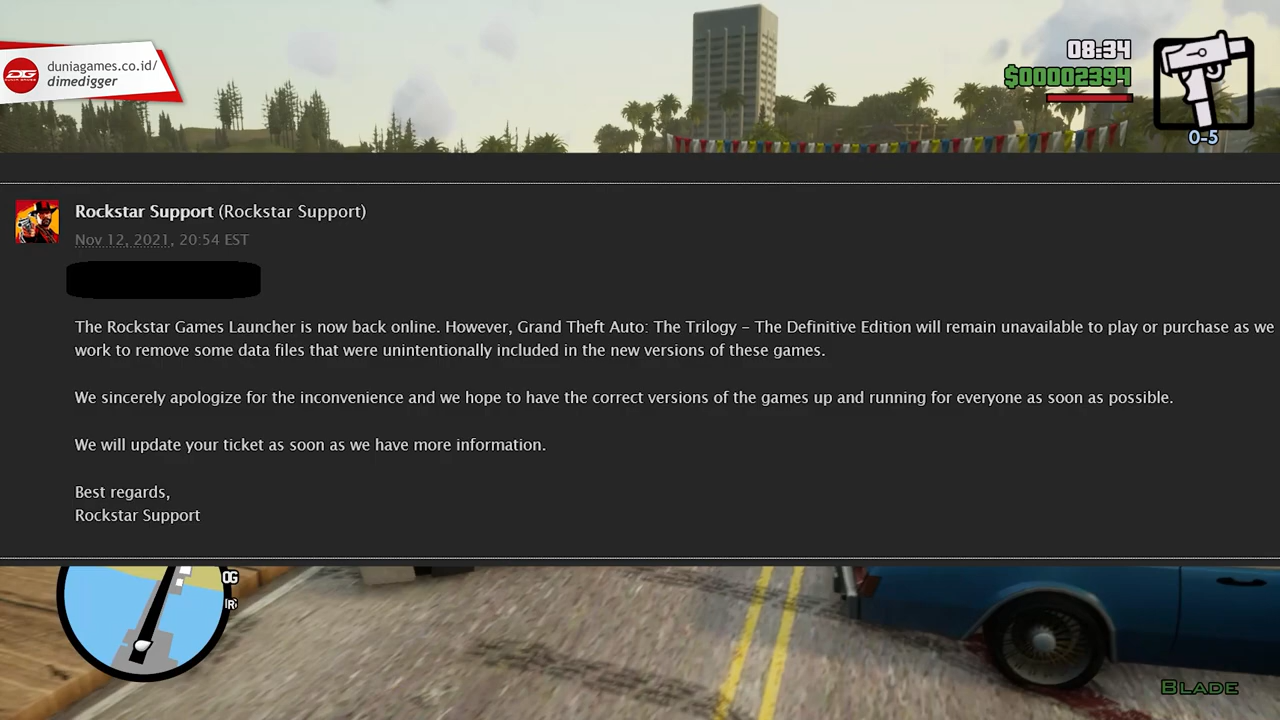 duniagames.co.id/
dimedigger
DG
DUNIA GAMES
08:34
$00002394
0-5
Rockstar Support (Rockstar Support)
Nov 12, 2021, 20:54 EST
The Rockstar Games Launcher is now back online. However, Grand Theft Auto: The Trilogy – The Definitive Edition will remain unavailable to play or purchase as we
work to remove some data files that were unintentionally included in the new versions of these games.
We sincerely apologize for the inconvenience and we hope to have the correct versions of the games up and running for everyone as soon as possible.
We will update your ticket as soon as we have more information.
Best regards,
Rockstar Support
OG
R
BLADE